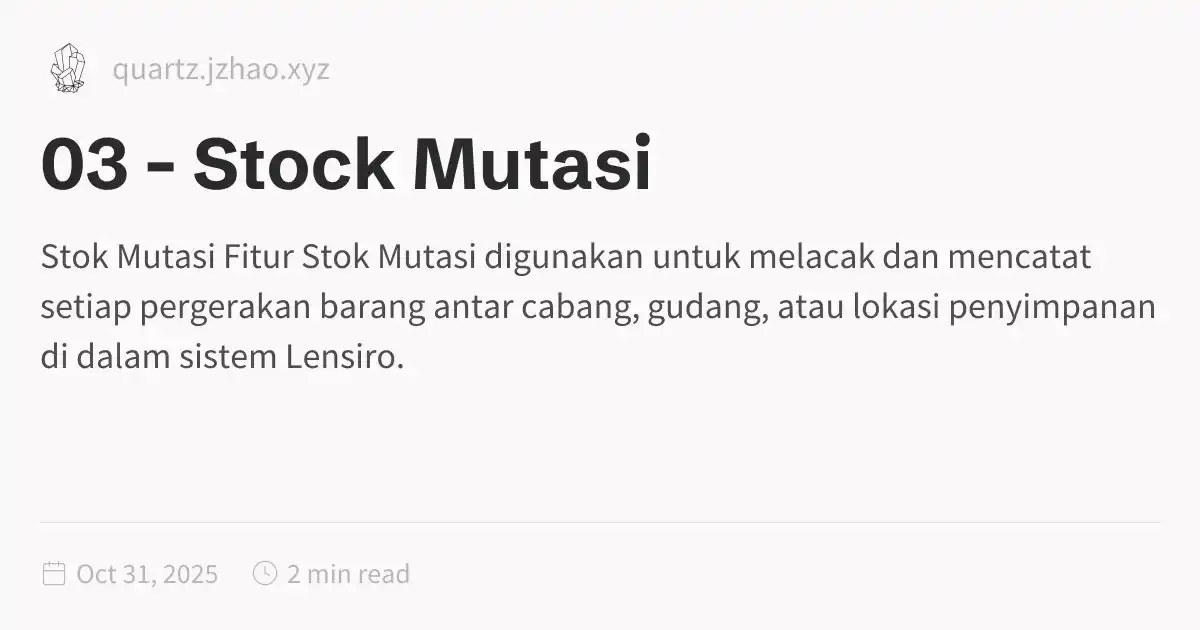 quartz.jzhao.xyz
03 - Stock Mutasi
Stok Mutasi Fitur Stok Mutasi digunakan untuk melacak dan mencatat
setiap pergerakan barang antar cabang, gudang, atau lokasi penyimpanan
di dalam sistem Lensiro.
Oct 31, 2025 2 min read